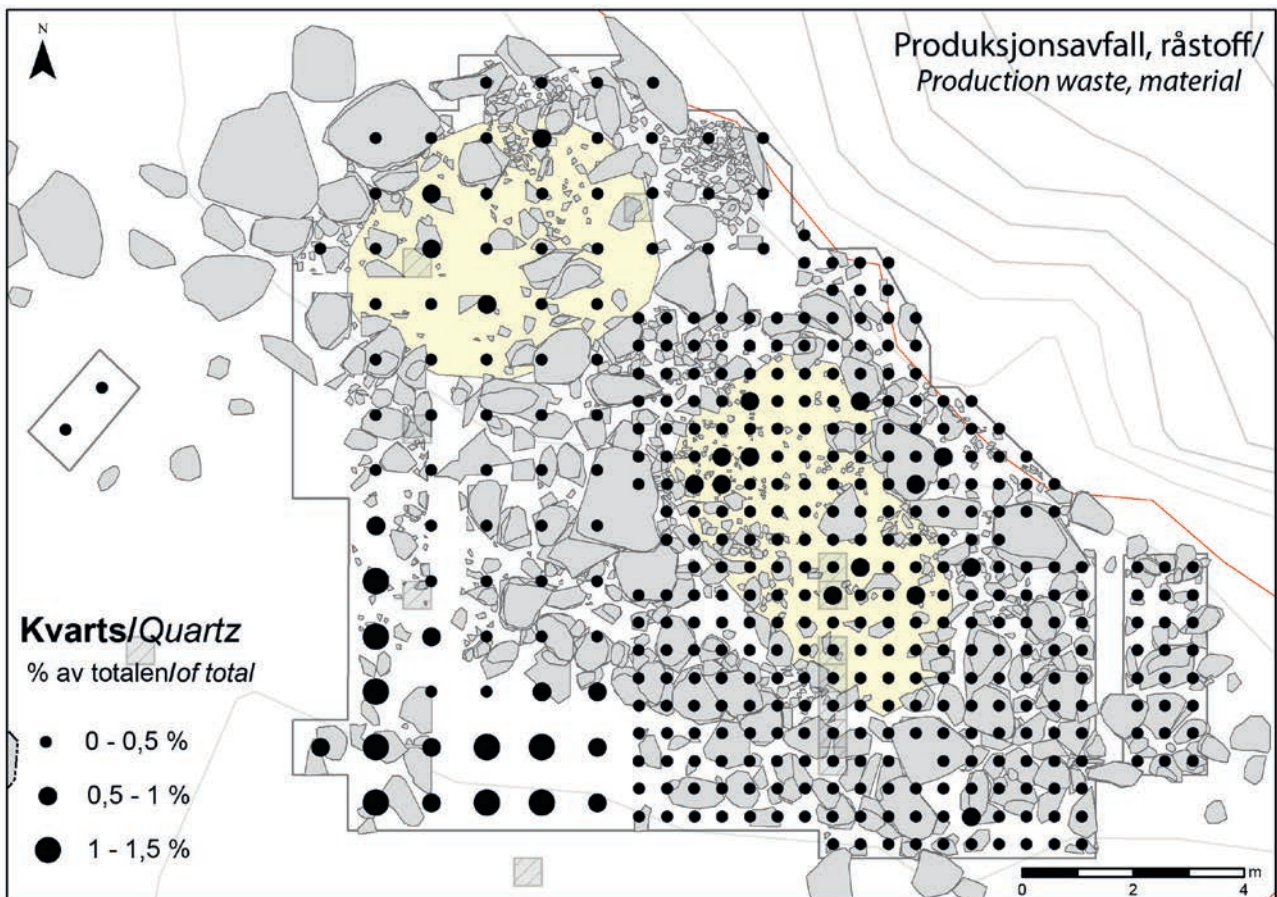 N
Produksjonsavfall, råstoff/
Production waste, material
Kvarts/Quartz
% av totalen/of total
0 - 0,5 %
0,5 - 1 %
1 - 1,5 %
m
0 2 4